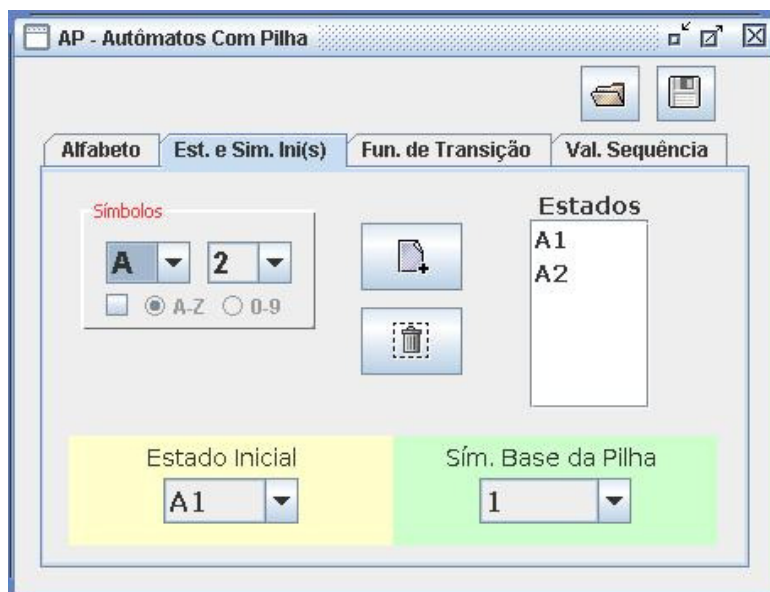 AP - Autômatos Com Pilha
Alfabeto Est. e Sim. Ini(s) Fun. de Transição Val. Sequência
Símbolos
A 2
A-Z 0-9
Estados
A1
A2
Estado Inicial
A1
Sím. Base da Pilha
1